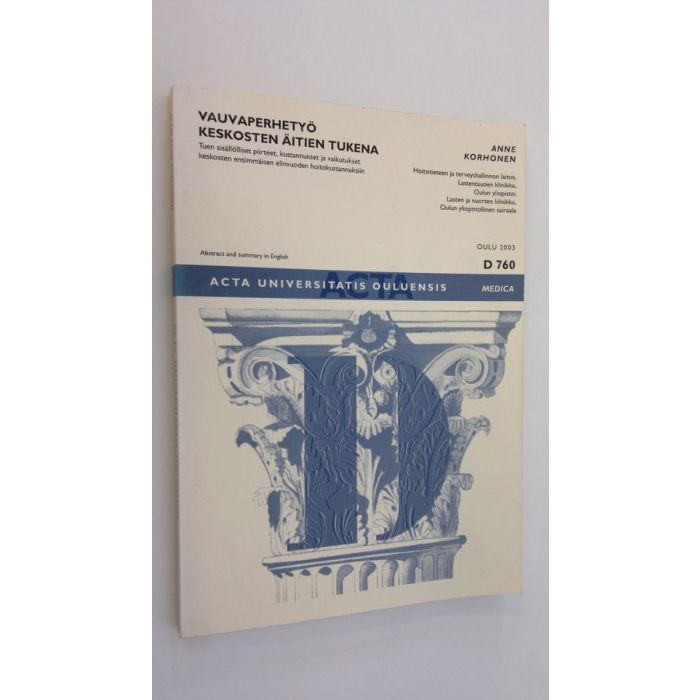 VAUVAPERHETYÖ
KESKOSTEN ÄITIEN TUKENA
Tuen sisällölliset piirteet, kustannukset ja vaikutukset
keskosten ensimmäisen elinvuoden hoitokustannuksiin
ANNE
KORHONEN
Hoitotieteen ja terveyshallinnon laitos,
Lastentautien klinikka,
Oulun yliopisto;
Lasten ja nuorten klinikka,
Oulun yliopistollinen sairaala
OULU 2003
Abstract and summary in English
D 760
ACTA
ACTA UNIVERSITATIS OULUENSIS
MEDICA
D